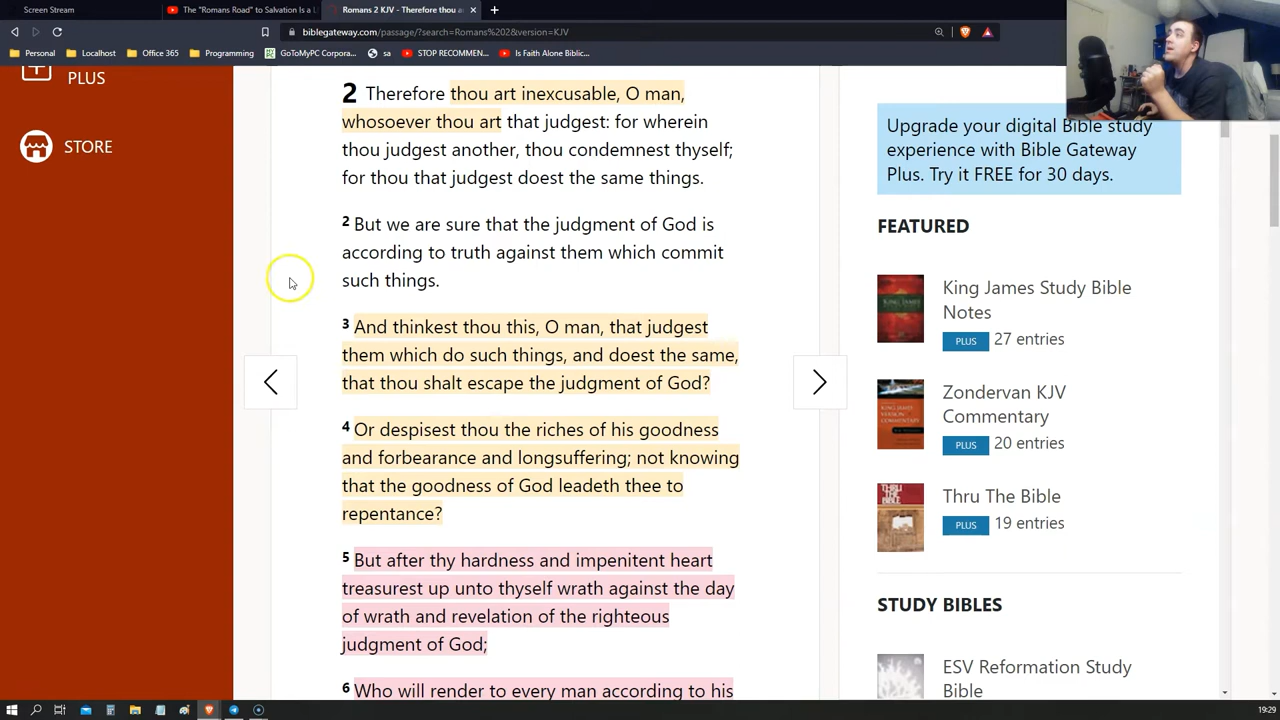 Screen Stream
The "Romans Road" to Salvation Is a L
Romans 2 KJV - Therefore thou a
biblegateway.com/passage/?search=Romans%202&version=KJV
Personal
Localhost
Office 365
Programming
GoToMyPC Corpora...
sa
STOP RECOMMEN...
Is Faith Alone Biblic...
PLUS
STORE
2 Therefore thou art inexcusable, O man,
whosoever thou art that judgest: for wherein
thou judgest another, thou condemnest thyself;
for thou that judgest doest the same things.
2 But we are sure that the judgment of God is
according to truth against them which commit
such things.
3 And thinkest thou this, O man, that judgest
them which do such things, and doest the same,
that thou shalt escape the judgment of God?
4 Or despisest thou the riches of his goodness
and forbearance and longsuffering; not knowing
that the goodness of God leadeth thee to
repentance?
5 But after thy hardness and impenitent heart
treasurest up unto thyself wrath against the day
of wrath and revelation of the righteous
judgment of God;
6 Who will render to every man according to his
Upgrade your digital Bible study
experience with Bible Gateway
Plus. Try it FREE for 30 days.
FEATURED
King James Study Bible
Notes
PLUS 27 entries
Zondervan KJV
Commentary
PLUS 20 entries
Thru The Bible
PLUS 19 entries
STUDY BIBLES
ESV Reformation Study
Bible
19:29